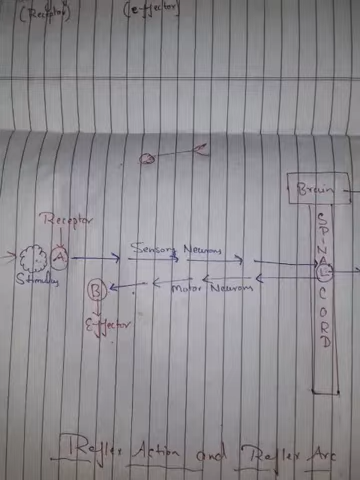 (Receptor) (effector)
Brain
Receptor
SPINAL CORD
A Sensory Neurons
Stimulus
B Motor Neurons
Effector
Reflex Action and Reflex Arc